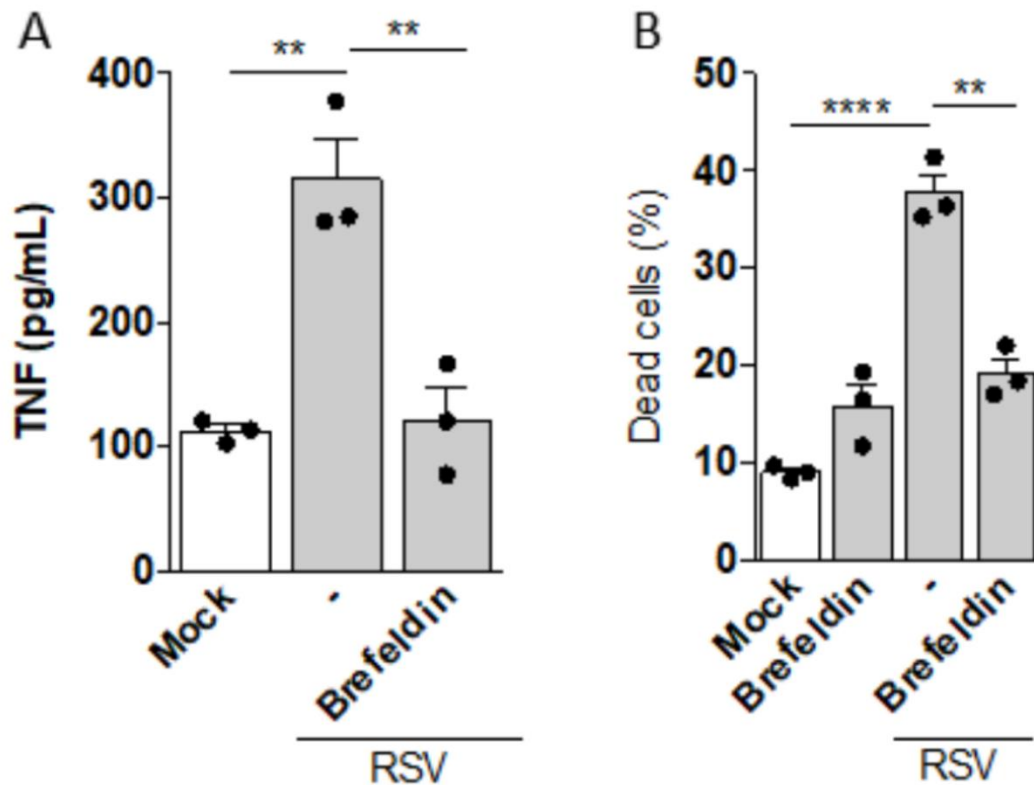 A
** **
400
300
200
100
0
TNF (pg/mL)
Mock
-
Brefeldin
RSV
B
**** **
50
40
30
20
10
0
Dead cells (%)
Mock
Brefeldin
-
Brefeldin
RSV